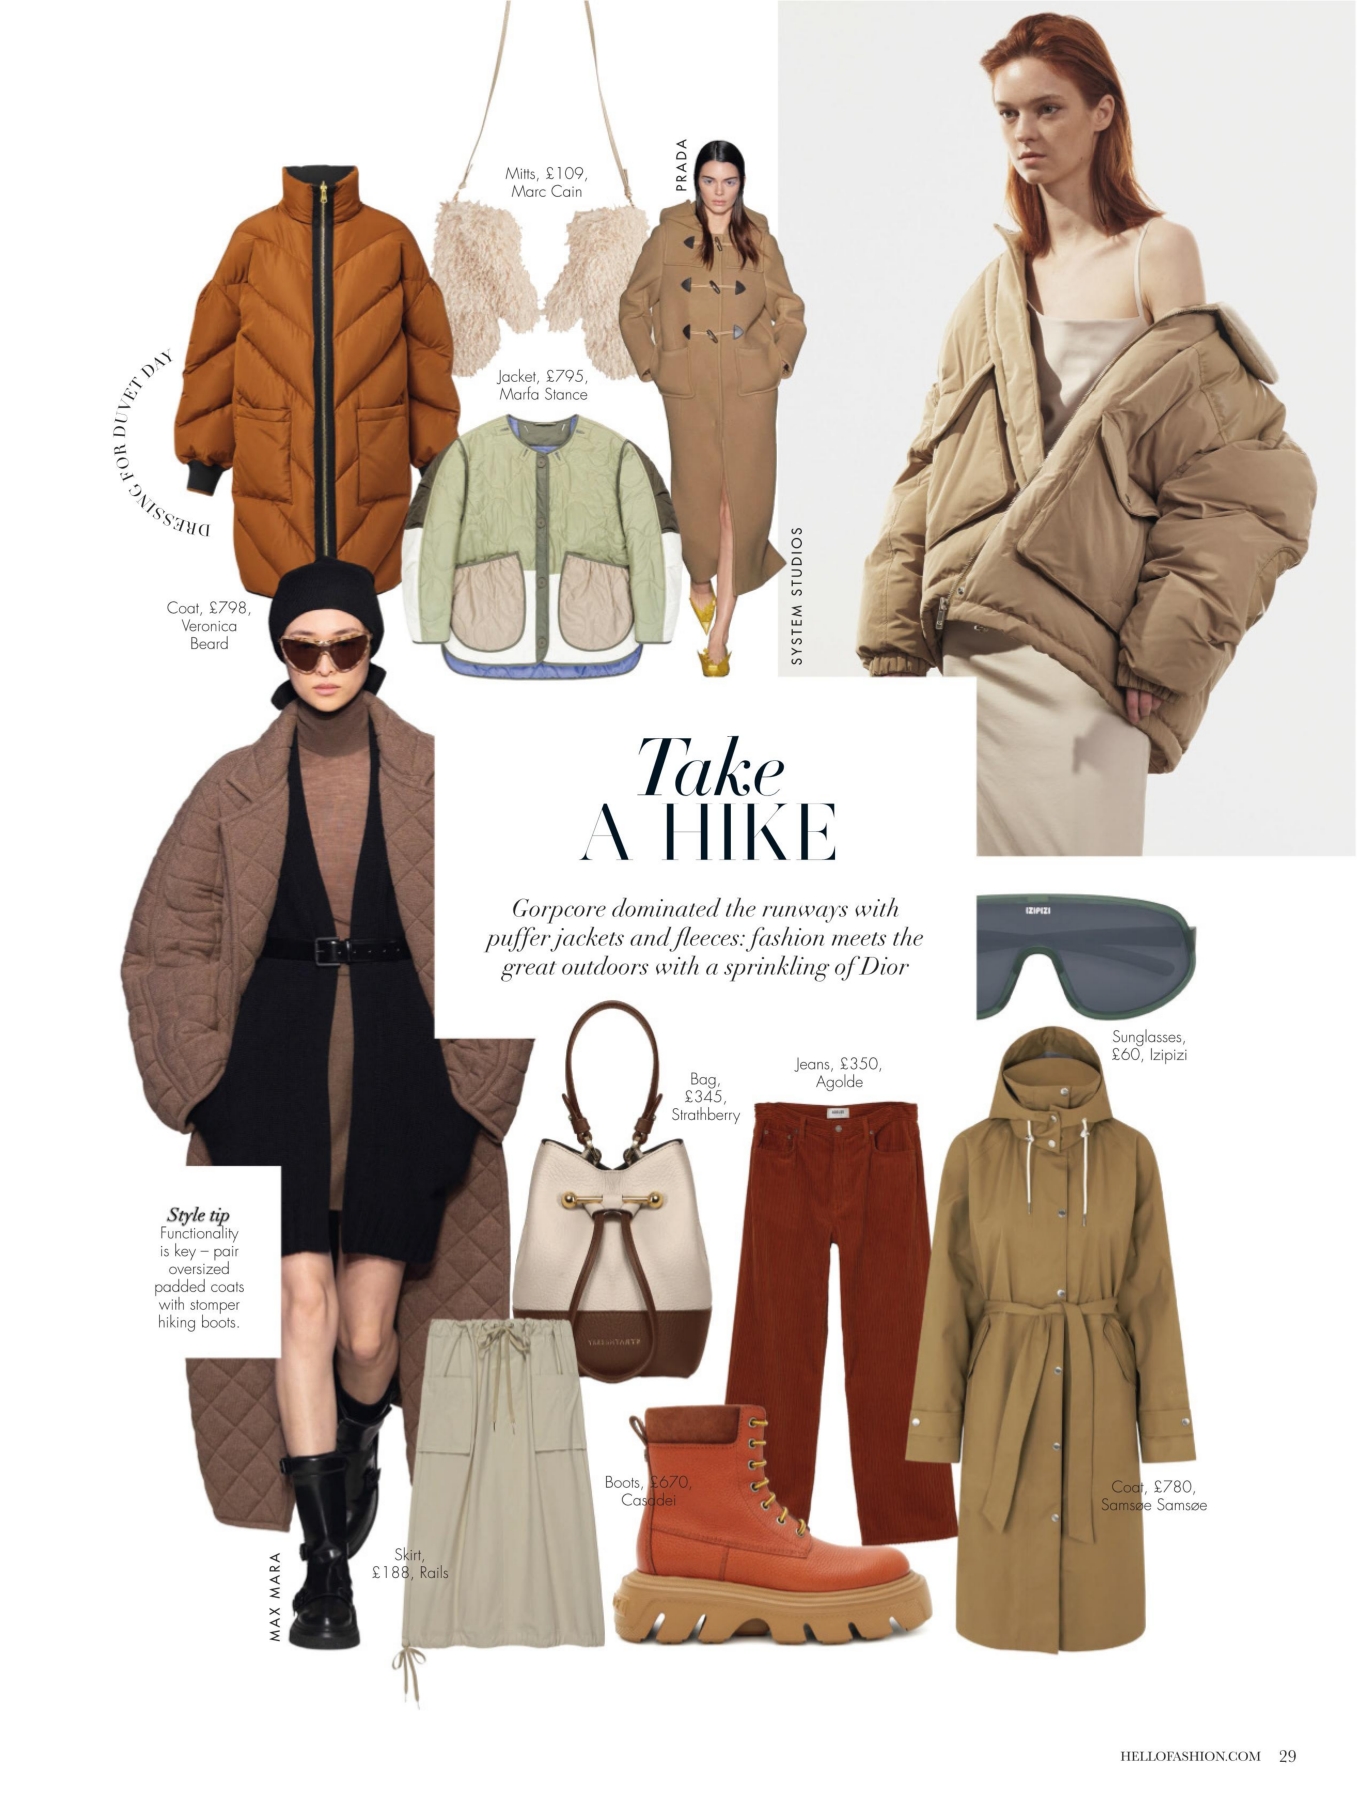 Mitts, £109,
Marc Cain
PRADA
DRESSING FOR DUVET DAY
Jacket, £795,
Marfa Stance
Coat, £798,
Veronica
Beard
SYSTEM STUDIOS
Take
A HIKE
Gorpcore dominated the runways with
puffer jackets and fleeces: fashion meets the
great outdoors with a sprinkling of Dior
IZIPIZI
Sunglasses,
£60, Izipizi
Bag,
£345,
Strathberry
Jeans, £350,
Agolde
Style tip
Functionality
is key – pair
oversized
padded coats
with stomper
hiking boots.
STRATHBERRY
Boots, £670,
Casadei
Coat, £780,
Samsøe Samsøe
Skirt,
£188, Rails
MAX MARA
HELLOFASHION.COM 29